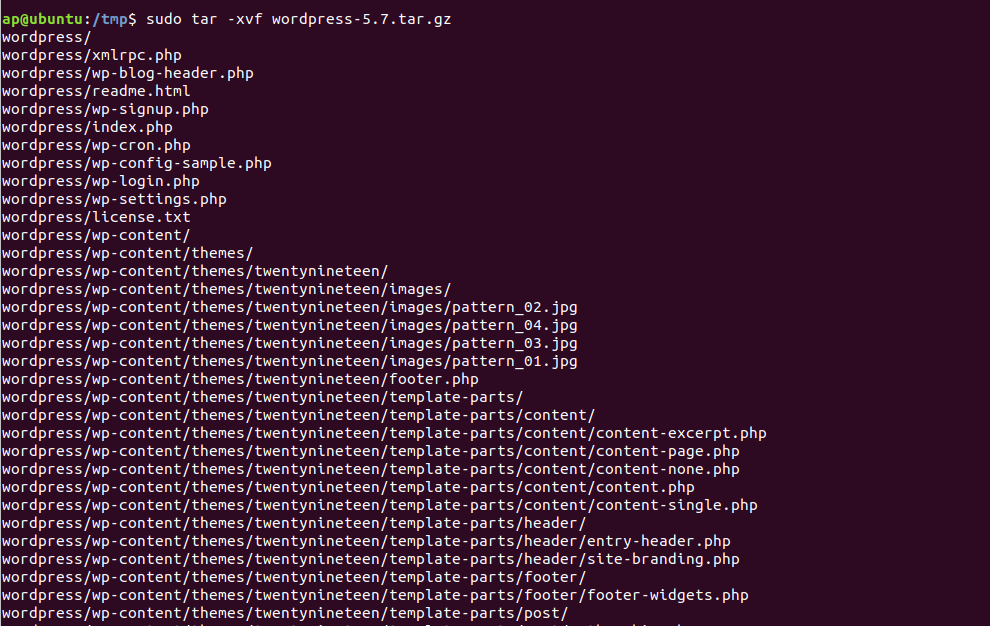 ap@ubuntu:/tmp$ sudo tar -xvf wordpress-5.7.tar.gz
wordpress/
wordpress/xmlrpc.php
wordpress/wp-blog-header.php
wordpress/readme.html
wordpress/wp-signup.php
wordpress/index.php
wordpress/wp-cron.php
wordpress/wp-config-sample.php
wordpress/wp-login.php
wordpress/wp-settings.php
wordpress/license.txt
wordpress/wp-content/
wordpress/wp-content/themes/
wordpress/wp-content/themes/twentynineteen/
wordpress/wp-content/themes/twentynineteen/images/
wordpress/wp-content/themes/twentynineteen/images/pattern_02.jpg
wordpress/wp-content/themes/twentynineteen/images/pattern_04.jpg
wordpress/wp-content/themes/twentynineteen/images/pattern_03.jpg
wordpress/wp-content/themes/twentynineteen/images/pattern_01.jpg
wordpress/wp-content/themes/twentynineteen/footer.php
wordpress/wp-content/themes/twentynineteen/template-parts/
wordpress/wp-content/themes/twentynineteen/template-parts/content/
wordpress/wp-content/themes/twentynineteen/template-parts/content/content-excerpt.php
wordpress/wp-content/themes/twentynineteen/template-parts/content/content-page.php
wordpress/wp-content/themes/twentynineteen/template-parts/content/content-none.php
wordpress/wp-content/themes/twentynineteen/template-parts/content/content.php
wordpress/wp-content/themes/twentynineteen/template-parts/content/content-single.php
wordpress/wp-content/themes/twentynineteen/template-parts/header/
wordpress/wp-content/themes/twentynineteen/template-parts/header/entry-header.php
wordpress/wp-content/themes/twentynineteen/template-parts/header/site-branding.php
wordpress/wp-content/themes/twentynineteen/template-parts/footer/
wordpress/wp-content/themes/twentynineteen/template-parts/footer/footer-widgets.php
wordpress/wp-content/themes/twentynineteen/template-parts/post/